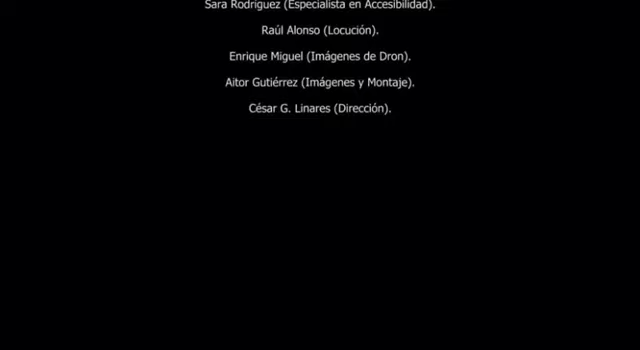 Sara Rodríguez (Especialista en Accesibilidad).
Raúl Alonso (Locución).
Enrique Miguel (Imágenes de Dron).
Aitor Gutiérrez (Imágenes y Montaje).
César G. Linares (Dirección).